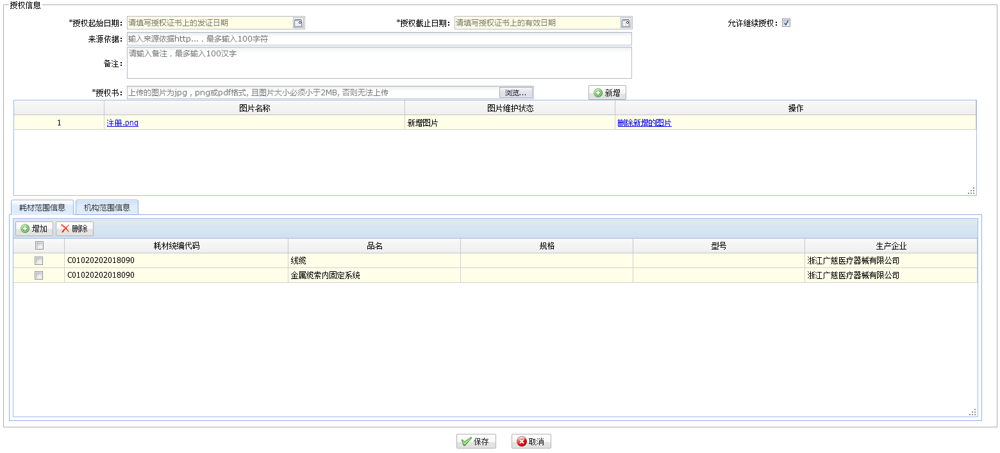 授权信息
*授权起始日期： 请填写授权证书上的发证日期 *授权截止日期： 请填写授权证书上的有效日期 允许继续授权：
来源依据： 输入来源依据http...，最多输入100字符
备注： 请输入备注，最多输入100汉字
*授权书： 上传的图片为jpg，png或pdf格式, 且图片大小必须小于2MB, 否则无法上传 浏览... 新增
图片名称 图片维护状态 操作
1 注册.png 新增图片 删除新增的图片
耗材范围信息 机构范围信息
增加 删除
耗材统编代码 品名 规格 型号 生产企业
C01020202018090 线缆 浙江广慈医疗器械有限公司
C01020202018090 金属缆索内固定系统 浙江广慈医疗器械有限公司
保存 取消